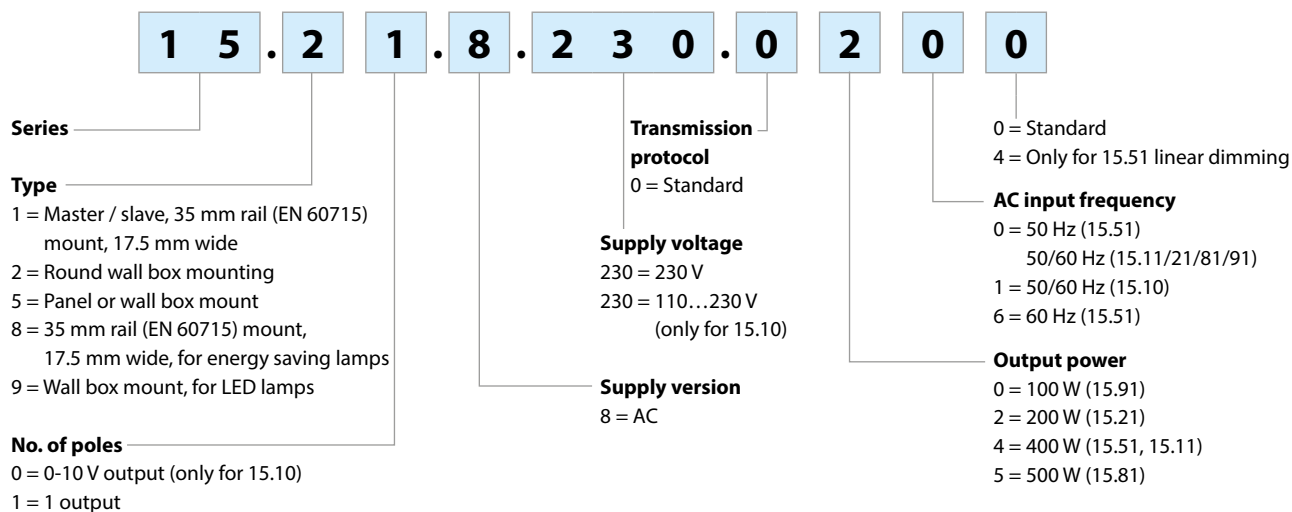 1 5 . 2 1 . 8 . 2 3 0 . 0 2 0 0
Series
Type
1 = Master / slave, 35 mm rail (EN 60715)
mount, 17.5 mm wide
2 = Round wall box mounting
5 = Panel or wall box mount
8 = 35 mm rail (EN 60715) mount,
17.5 mm wide, for energy saving lamps
9 = Wall box mount, for LED lamps
No. of poles
0 = 0-10 V output (only for 15.10)
1 = 1 output
Transmission
protocol
0 = Standard
Supply voltage
230 = 230 V
230 = 110…230 V
(only for 15.10)
Supply version
8 = AC
0 = Standard
4 = Only for 15.51 linear dimming
AC input frequency
0 = 50 Hz (15.51)
50/60 Hz (15.11/21/81/91)
1 = 50/60 Hz (15.10)
6 = 60 Hz (15.51)
Output power
0 = 100 W (15.91)
2 = 200 W (15.21)
4 = 400 W (15.51, 15.11)
5 = 500 W (15.81)